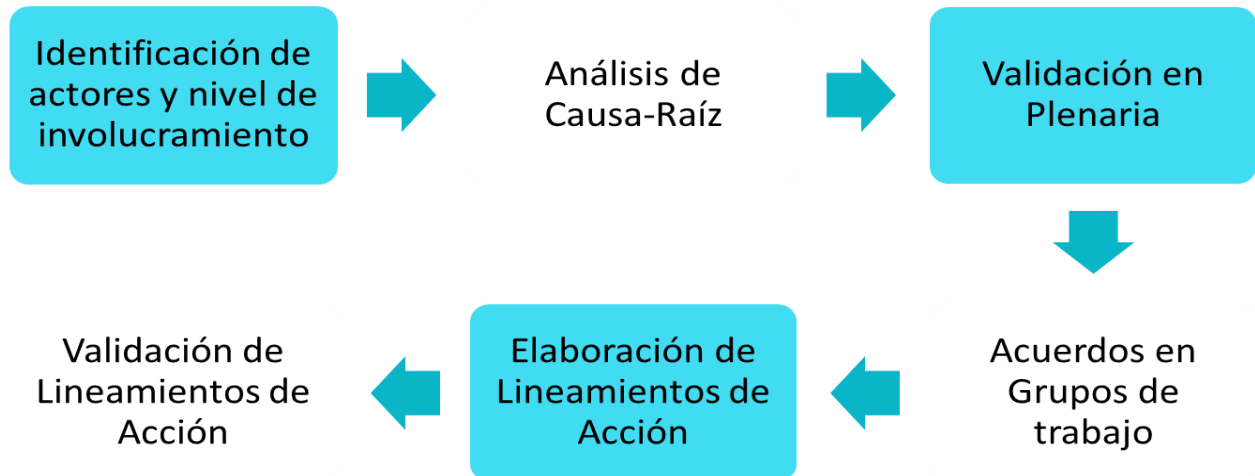 Identificación de
actores y nivel de
involucramiento
Análisis de
Causa-Raíz
Validación en
Plenaria
Acuerdos en
Grupos de
trabajo
Elaboración de
Lineamientos de
Acción
Validación de
Lineamientos de
Acción